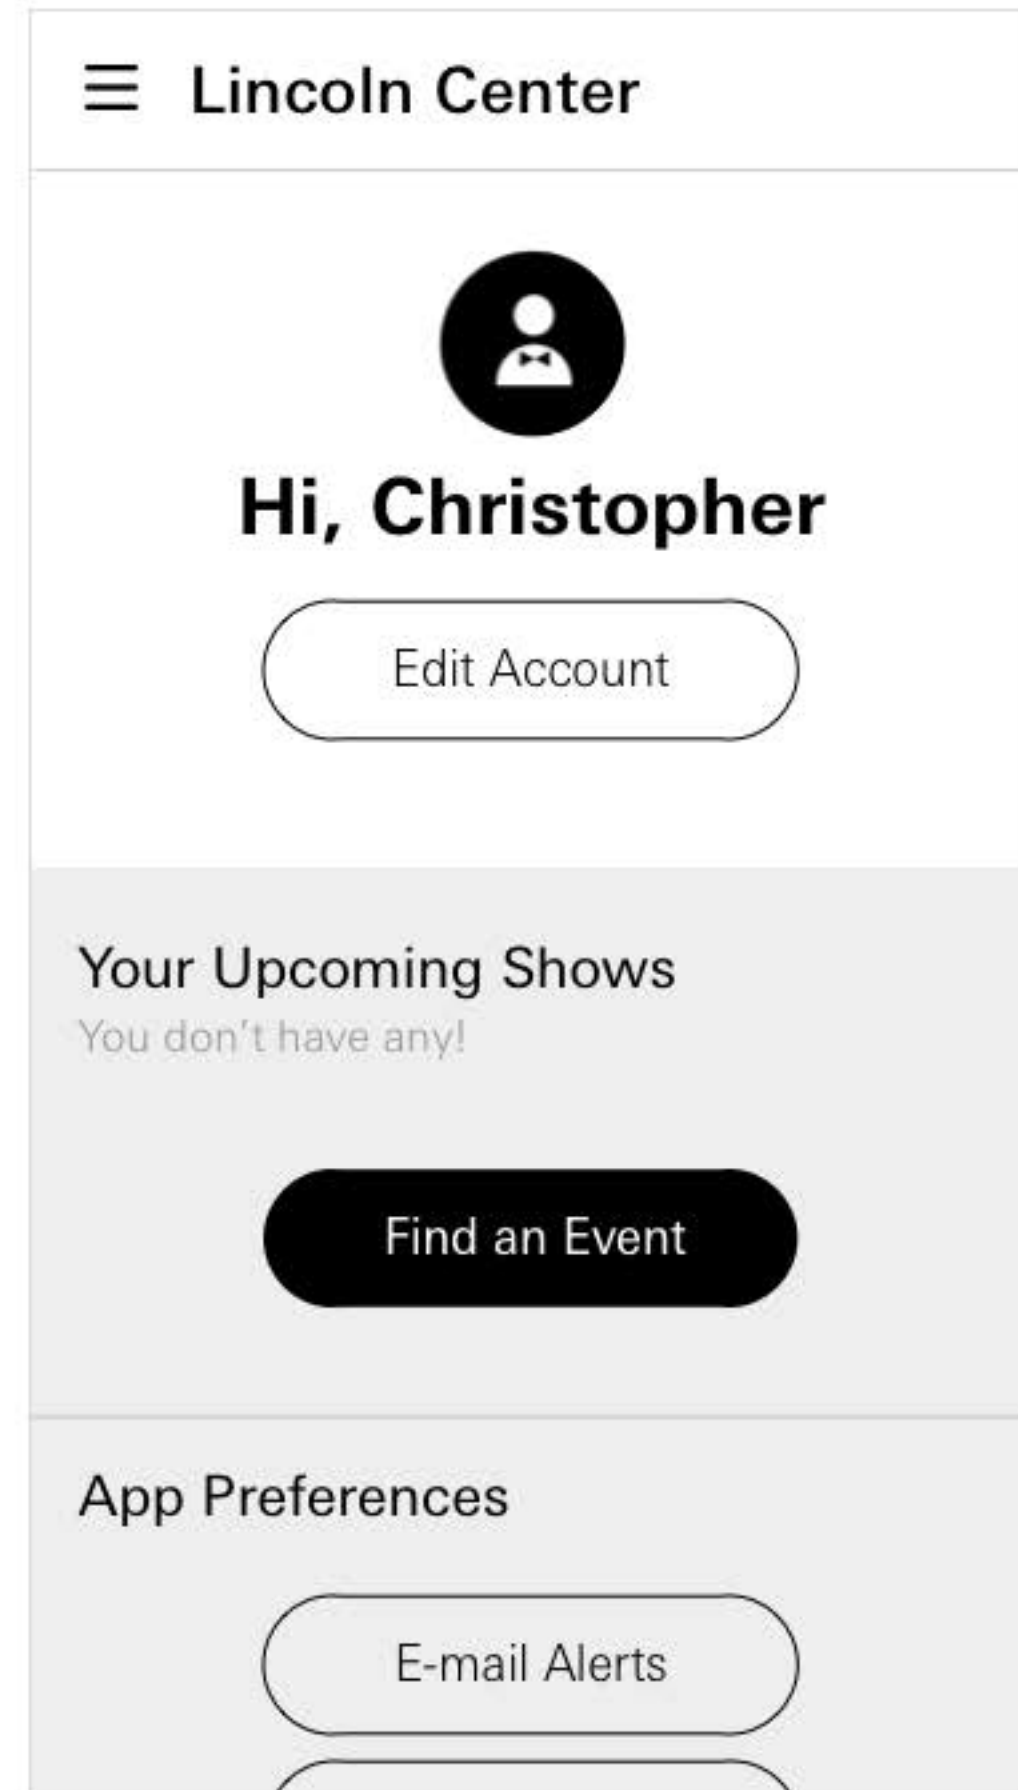 Lincoln Center
Hi, Christopher
Edit Account
Your Upcoming Shows
You don't have any!
Find an Event
App Preferences
E-mail Alerts